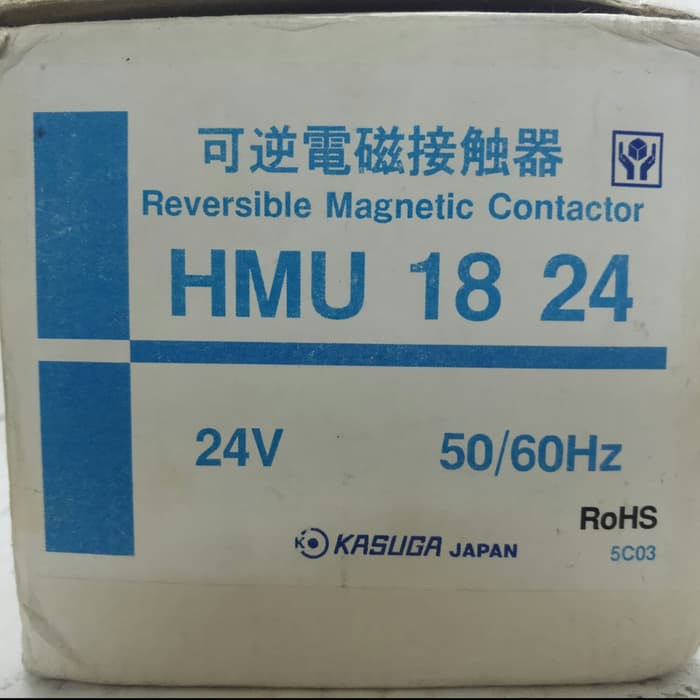 可逆電磁接触器
Reversible Magnetic Contactor
HMU 18 24
24V 50/60Hz
RoHS
K KASUGA JAPAN
5C03